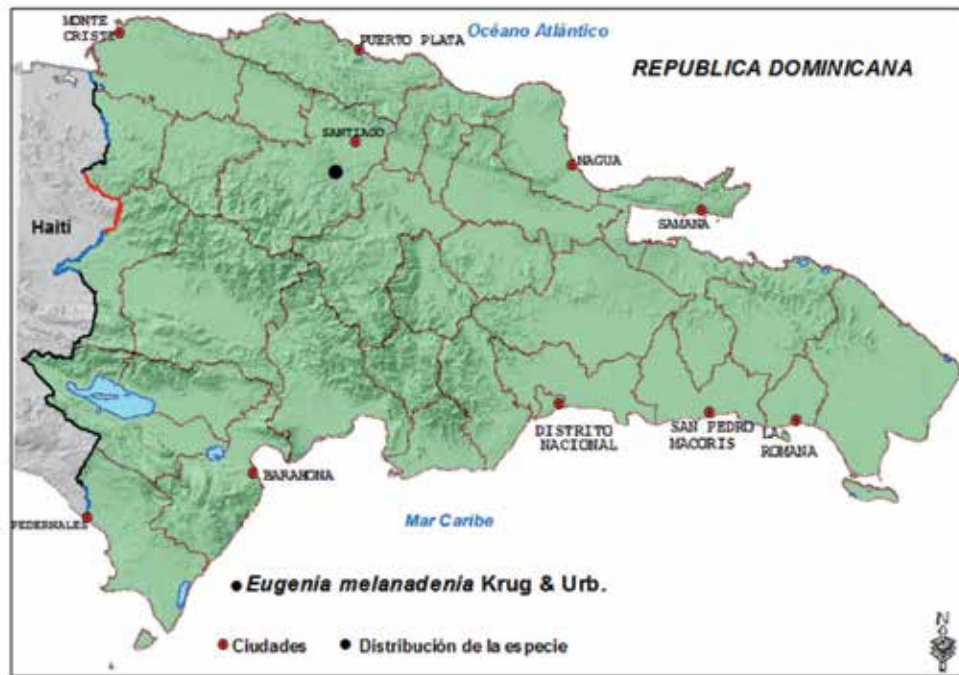 MONTE
CRISTI
PUERTO PLATA
Océano Atlántico
REPUBLICA DOMINICANA
SANTIAGO
NAGUA
SAMANA
Haití
DISTRITO
NACIONAL
SAN PEDRO
MACORIS
LA
ROMANA
BARAHONA
PEDERNALES
Mar Caribe
Eugenia melanadenia Krug & Urb.
Ciudades
Distribución de la especie
N